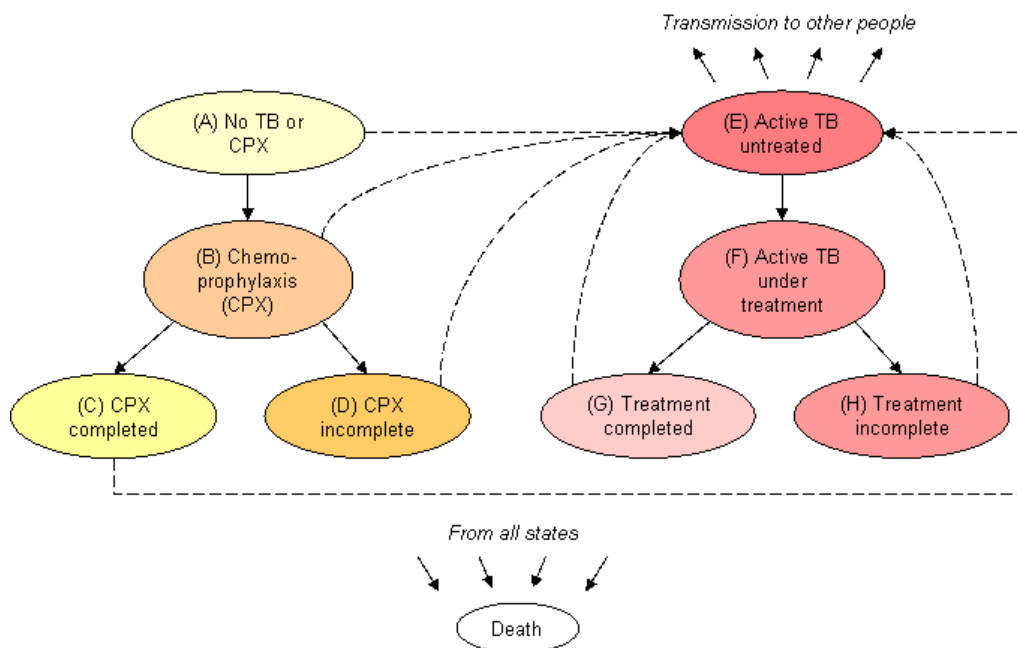 Transmission to other people
(A) No TB or
CPX
(E) Active TB
untreated
(B) Chemo-
prophylaxis
(CPX)
(F) Active TB
under
treatment
(C) CPX
completed
(D) CPX
incomplete
(G) Treatment
completed
(H) Treatment
incomplete
From all states
Death